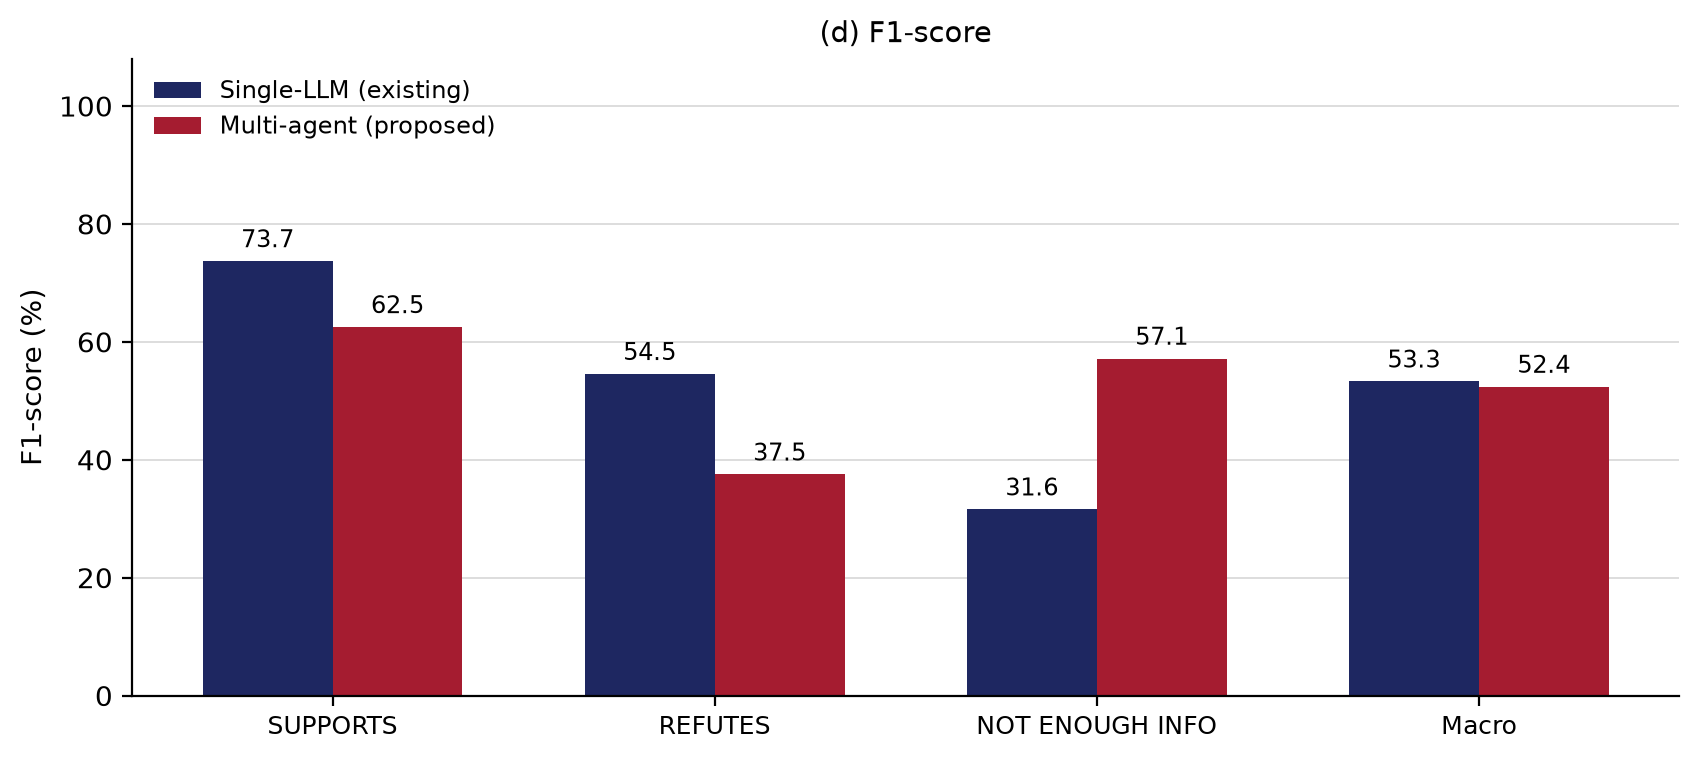 (d) F1-score
Single-LLM (existing)
Multi-agent (proposed)
F1-score (%)
100
80
60
40
20
0
73.7
62.5
54.5
37.5
31.6
57.1
53.3
52.4
SUPPORTS
REFUTES
NOT ENOUGH INFO
Macro